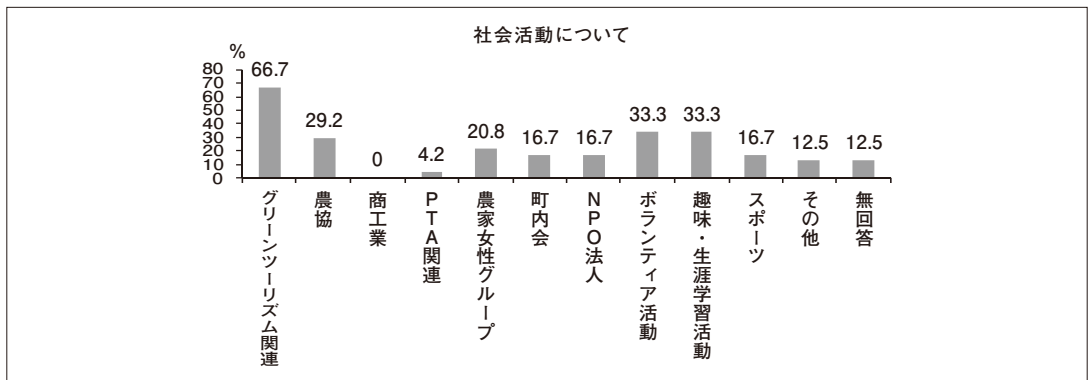 社会活動について
%
80
70
60
50
40
30
20
10
0
66.7
29.2
0
4.2
20.8
16.7
16.7
33.3
33.3
16.7
12.5
12.5
グリーンツーリズム関連
農協
商工業
PTA関連
農家女性グループ
町内会
NPO法人
ボランティア活動
趣味・生涯学習活動
スポーツ
その他
無回答